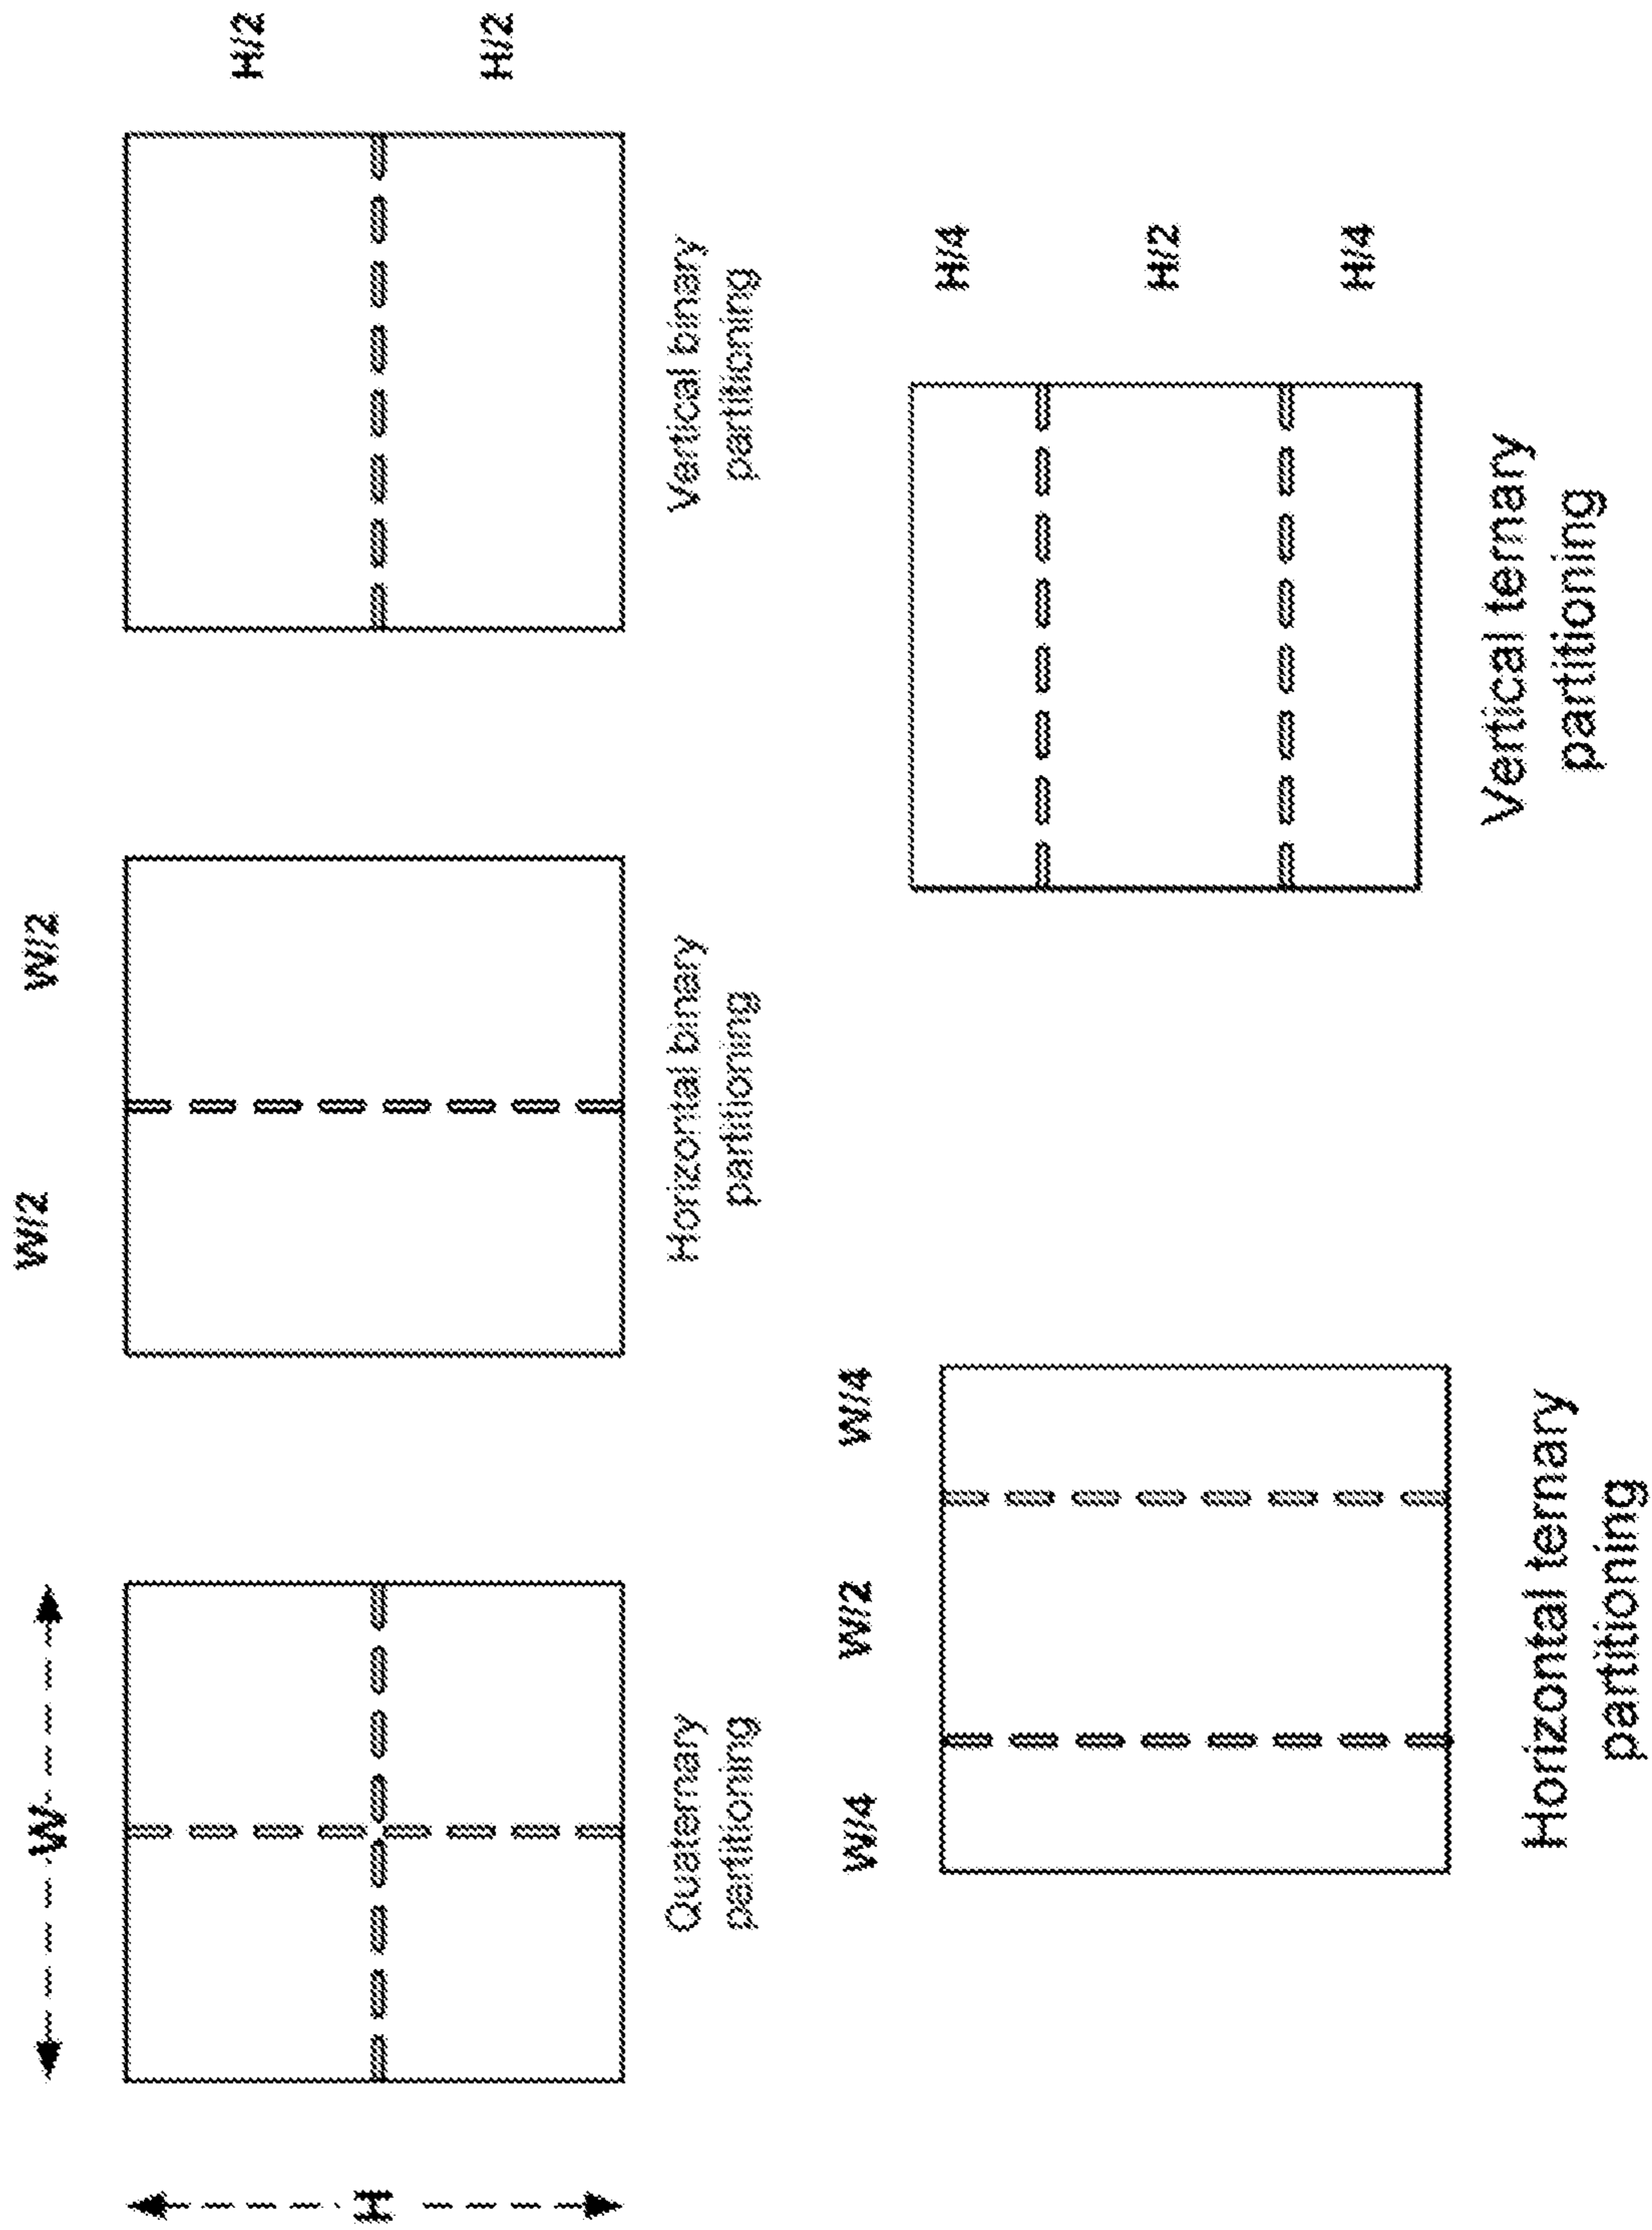 W
W/2
W/2
H/2
H
H/2
Quaternary
partitioning
Horizontal binary
partitioning
Vertical binary
partitioning
W/4
W/2
W/4
H/4
H/2
H/4
Horizontal ternary
partitioning
Vertical ternary
partitioning